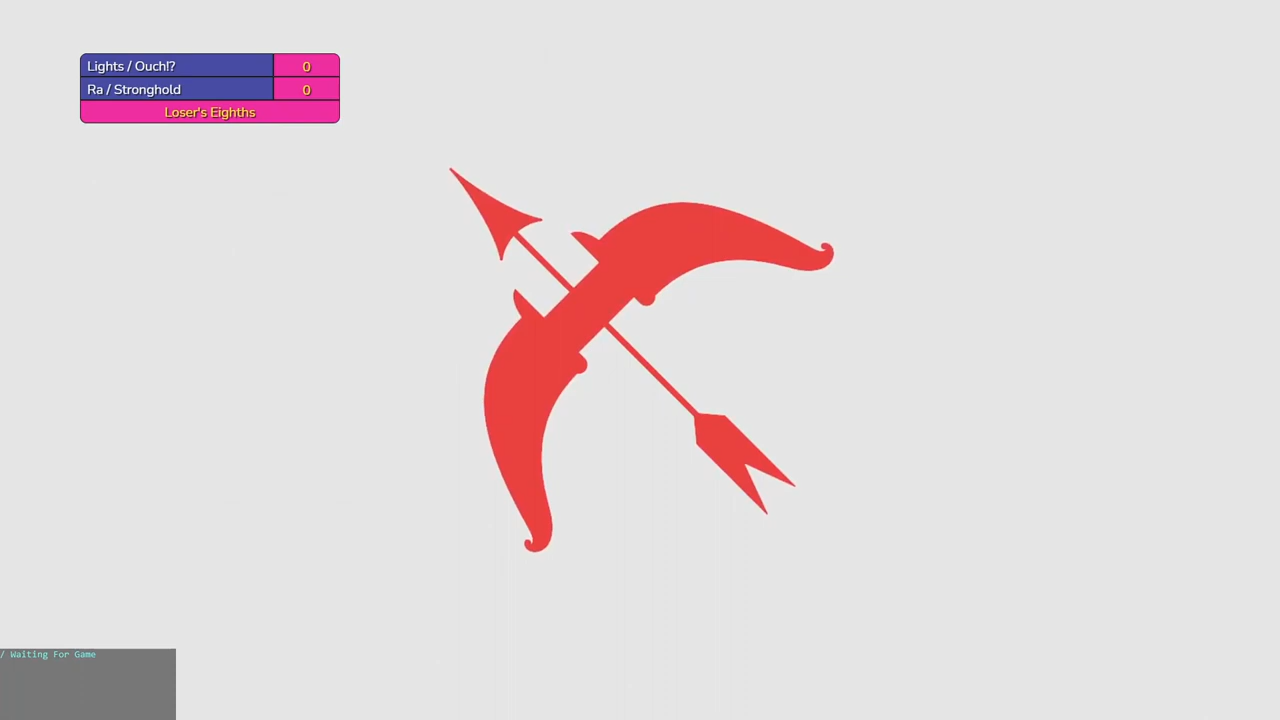 Lights / Ouch!? 0
Ra / Stronghold 0
Loser's Eighths
/ Waiting For Game